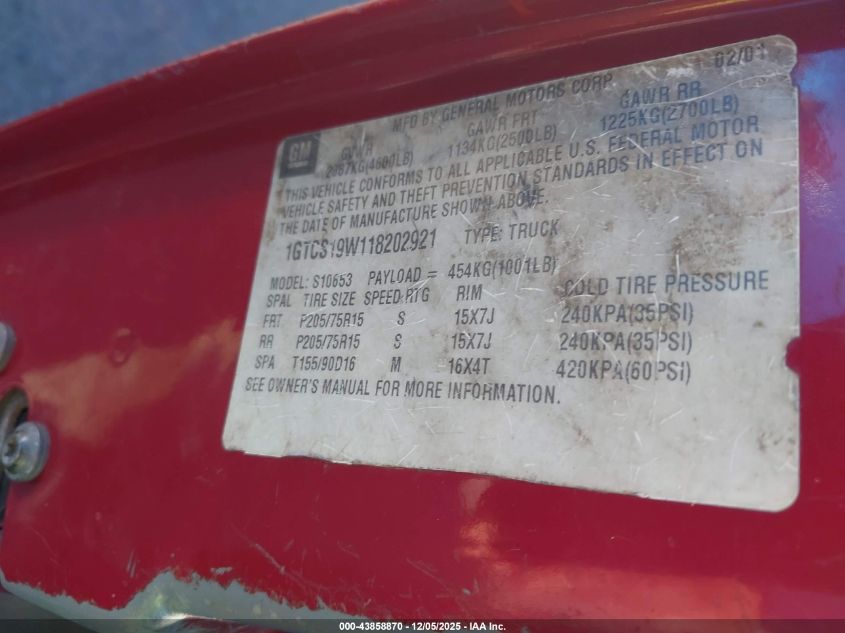 02/01
MFD BY GENERAL MOTORS CORP
GM
GVWR GAWR FRT GAWR RR
2087KG(4600LB) 1134KG(2500LB) 1225KG(2700LB)
THIS VEHICLE CONFORMS TO ALL APPLICABLE U.S. FEDERAL MOTOR
VEHICLE SAFETY AND THEFT PREVENTION STANDARDS IN EFFECT ON
THE DATE OF MANUFACTURE SHOWN ABOVE.
1GTCS19W118202921 TYPE: TRUCK
MODEL: S10653 PAYLOAD = 454KG(1001LB)
SPAL TIRE SIZE SPEED RTG RIM COLD TIRE PRESSURE
FRT P205/75R15 S 15X7J 240KPA(35PSI)
RR P205/75R15 S 15X7J 240KPA(35PSI)
SPA T155/90D16 M 16X4T 420KPA(60PSI)
SEE OWNER'S MANUAL FOR MORE INFORMATION.
000-43858870 • 12/05/2025 • IAA Inc.